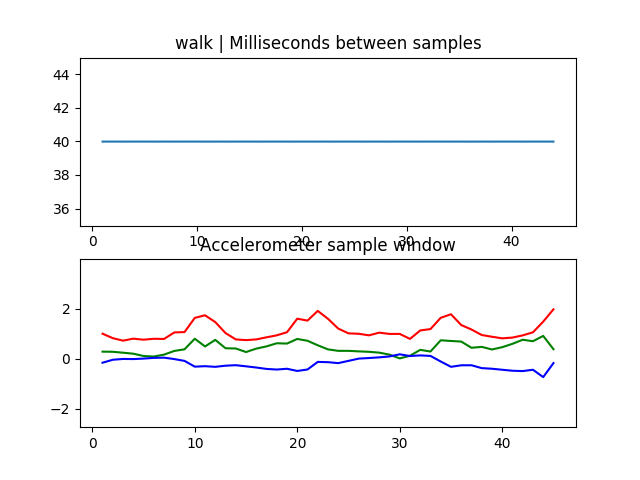 walk | Milliseconds between samples
44
42
40
38
36
0 10 20 30 40
Accelerometer sample window
2
0
−2
0 10 20 30 40